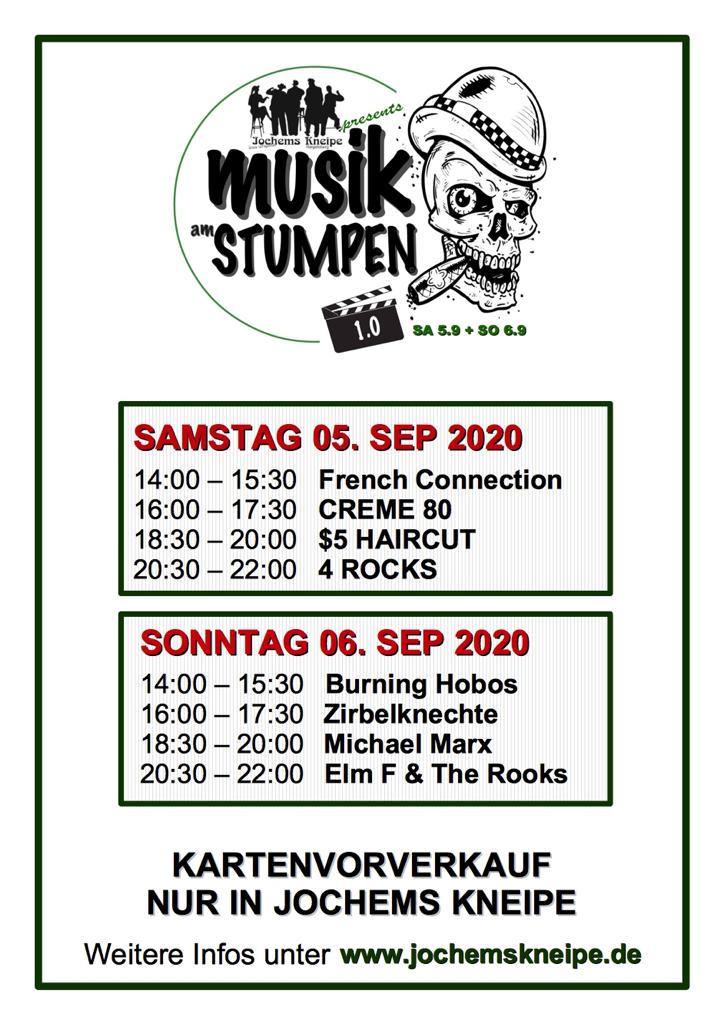 presents
Jochems Kneipe
musik
am STUMPEN
1.0
SA 5.9 + SO 6.9
SAMSTAG 05. SEP 2020
14:00 – 15:30 French Connection
16:00 – 17:30 CREME 80
18:30 – 20:00 $5 HAIRCUT
20:30 – 22:00 4 ROCKS
SONNTAG 06. SEP 2020
14:00 – 15:30 Burning Hobos
16:00 – 17:30 Zirbelknechte
18:30 – 20:00 Michael Marx
20:30 – 22:00 Elm F & The Rooks
KARTENVORVERKAUF
NUR IN JOCHEMS KNEIPE
Weitere Infos unter www.jochemskneipe.de